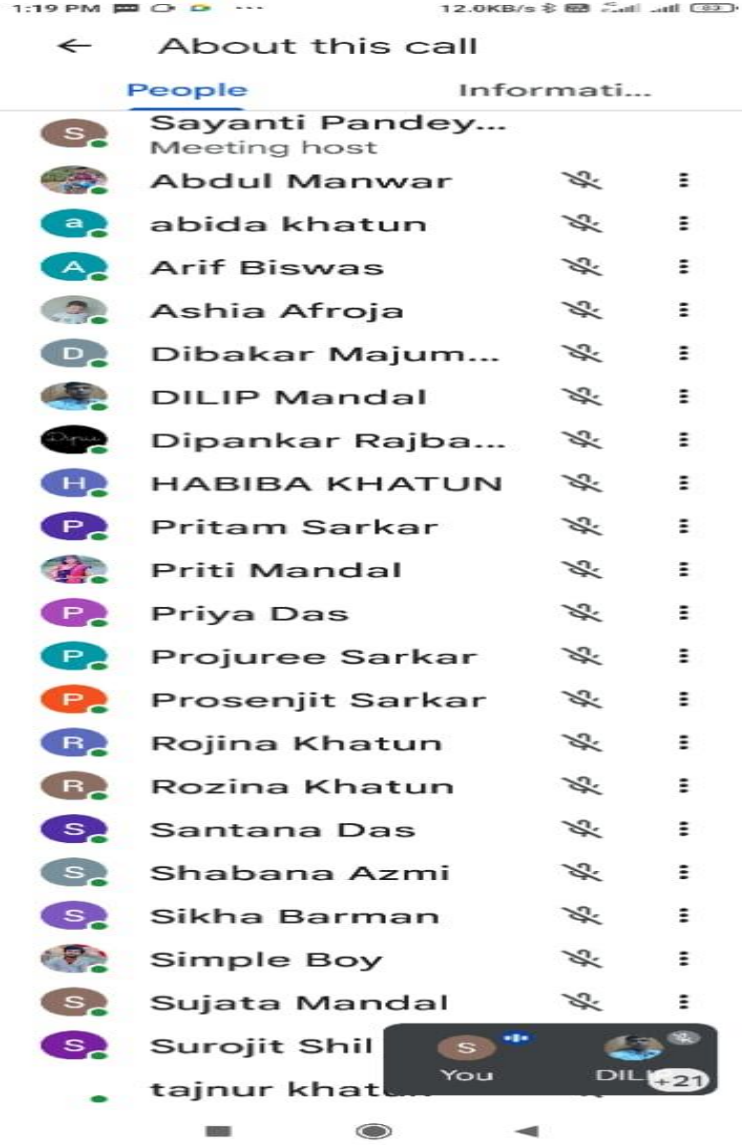 1:19 PM
12.0KB/s
83
About this call
People
Informati...
S
Sayanti Pandey...
Meeting host
Abdul Manwar
a
abida khatun
A
Arif Biswas
Ashia Afroja
D
Dibakar Majum...
DILIP Mandal
Dipankar Rajba...
H
HABIBA KHATUN
P
Pritam Sarkar
Priti Mandal
P
Priya Das
P
Projuree Sarkar
P
Prosenjit Sarkar
R
Rojina Khatun
R
Rozina Khatun
S
Santana Das
S
Shabana Azmi
S
Sikha Barman
Simple Boy
S
Sujata Mandal
S
Surojit Shil
tajnur
S
You
+21